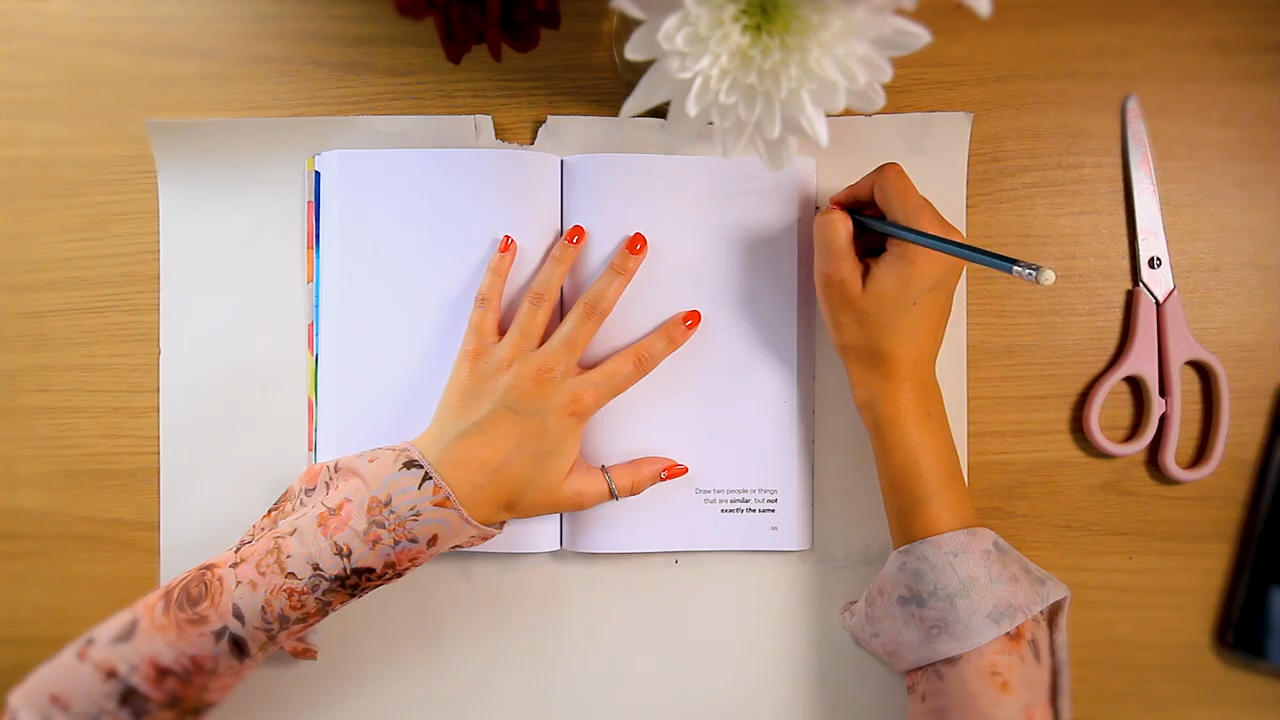 Draw two people or things
that are similar, but not
exactly the same.